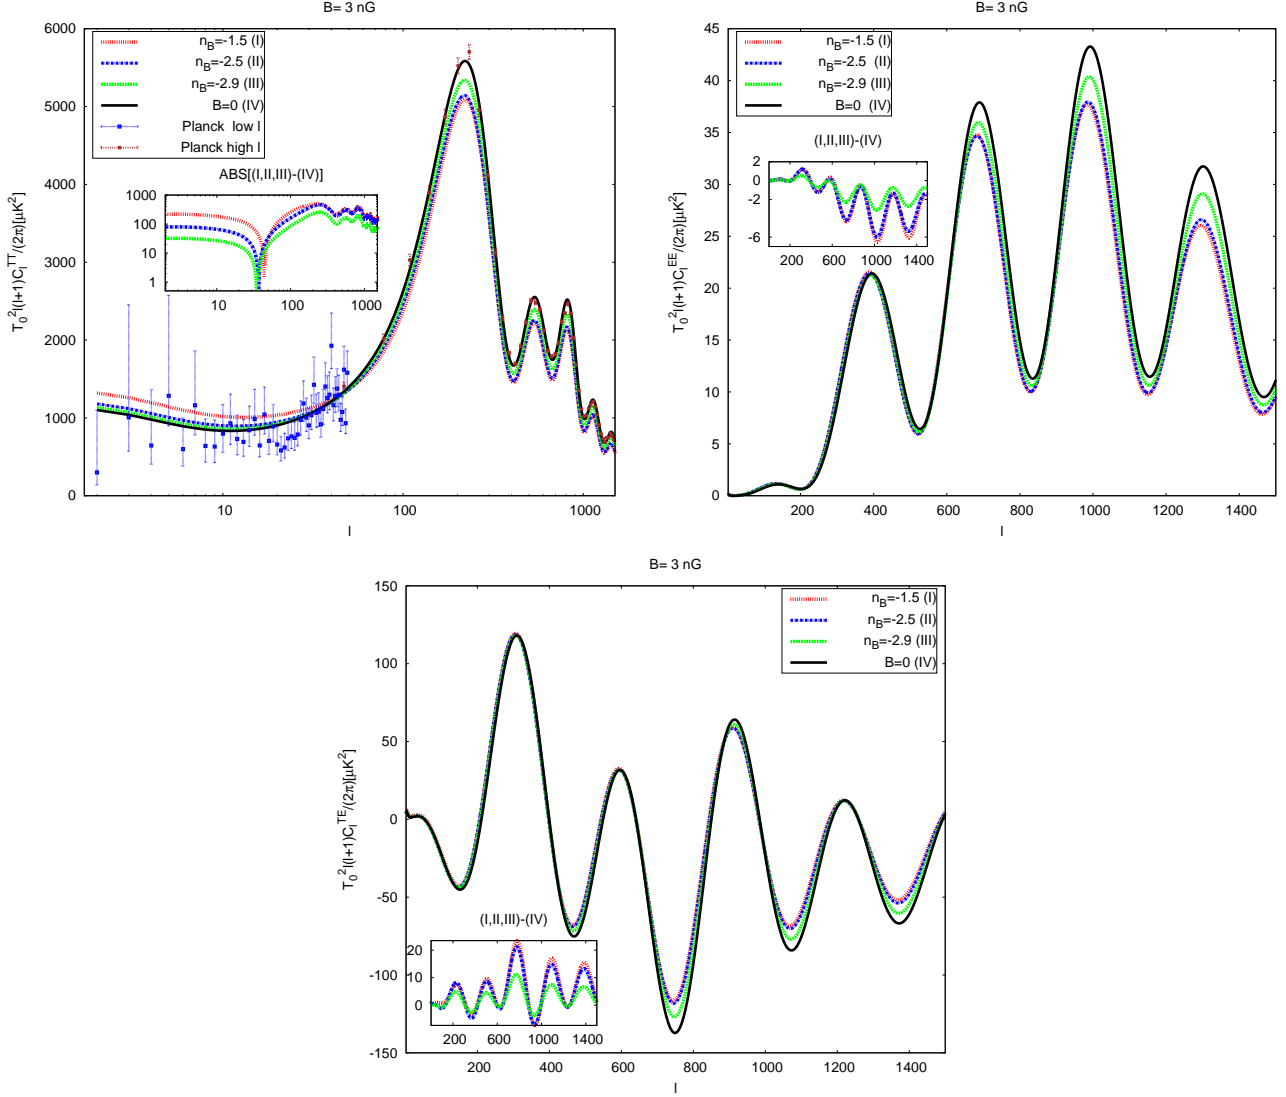 B= 3 nG
n_B=-1.5 (I)
n_B=-2.5 (II)
n_B=-2.9 (III)
B=0 (IV)
Planck low l
Planck high l
ABS[(I,II,III)-(IV)]
1000
100
10
1
10 100 1000
6000
5000
4000
3000
2000
1000
0
10 100 1000
l
T_0^2l(l+1)C_l^TT/(2π)[μK^2]
B= 3 nG
n_B=-1.5 (I)
n_B=-2.5 (II)
n_B=-2.9 (III)
B=0 (IV)
(I,II,III)-(IV)
2
0
-2
-6
200 600 1000 1400
45
40
35
30
25
20
15
10
5
0
0 200 400 600 800 1000 1200 1400
l
T_0^2l(l+1)C_l^EE/(2π)[μK^2]
B= 3 nG
n_B=-1.5 (I)
n_B=-2.5 (II)
n_B=-2.9 (III)
B=0 (IV)
(I,II,III)-(IV)
20
10
0
200 600 1000 1400
150
100
50
0
-50
-100
-150
0 200 400 600 800 1000 1200 1400
l
T_0^2l(l+1)C_l^TE/(2π)[μK^2]